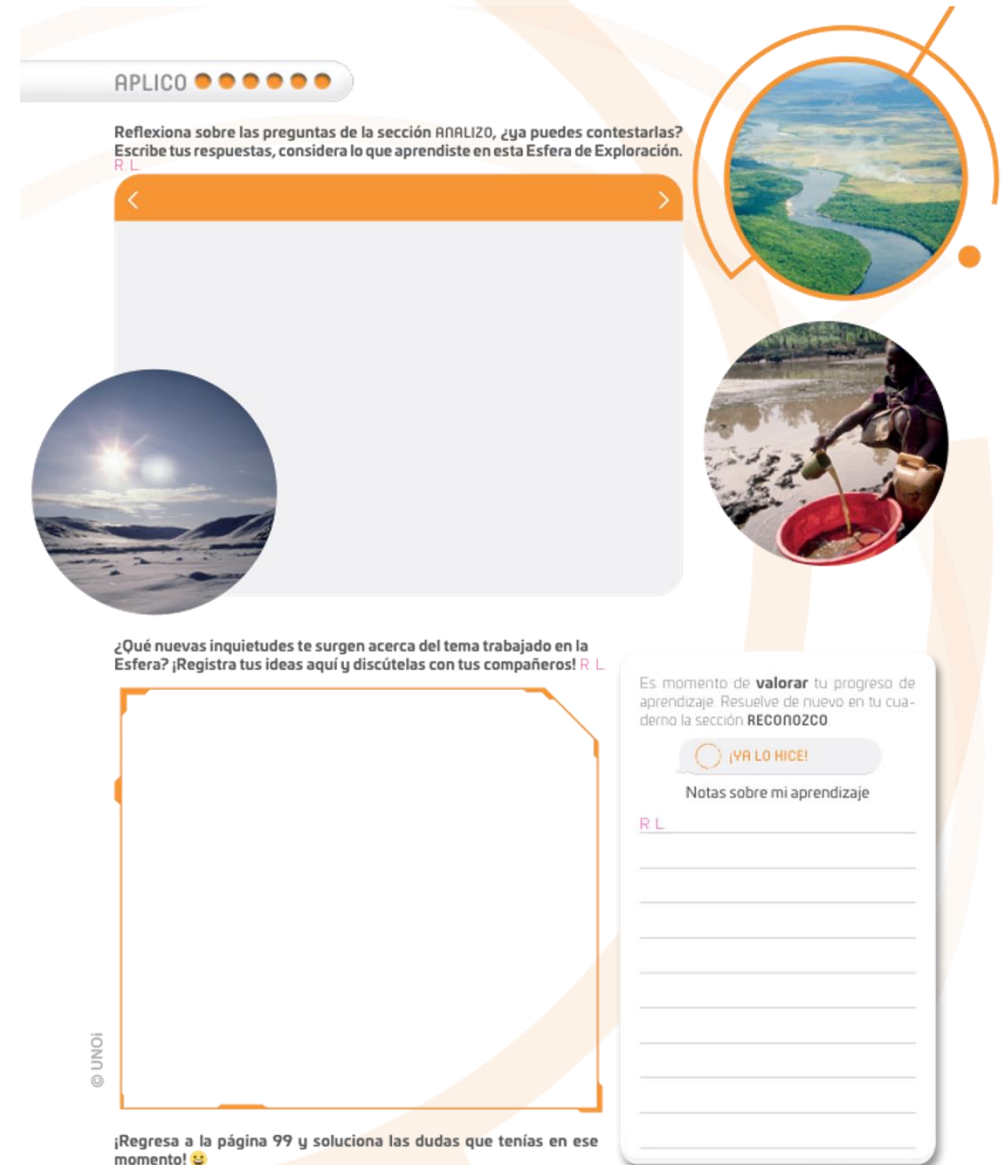 APLICO
Reflexiona sobre las preguntas de la sección ANALIZO, ¿ya puedes contestarlas?
Escribe tus respuestas, considera lo que aprendiste en esta Esfera de Exploración.
R. L.
¿Qué nuevas inquietudes te surgen acerca del tema trabajado en la
Esfera? ¡Registra tus ideas aquí y discútelas con tus compañeros! R. L.
Es momento de valorar tu progreso de
aprendizaje. Resuelve de nuevo en tu cua-
derno la sección RECONOZCO.
¡YA LO HICE!
Notas sobre mi aprendizaje
R. L.
© UNOi
¡Regresa a la página 99 y soluciona las dudas que tenías en ese
momento! 😀